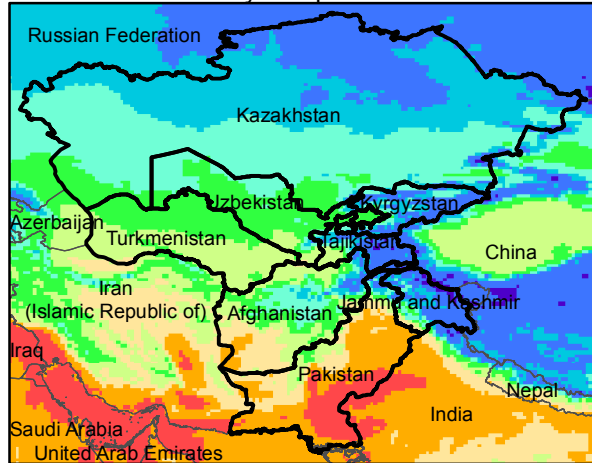 Russian Federation
Kazakhstan
Uzbekistan
Kyrgyzstan
Azerbaijan
Turkmenistan
Tajikistan
China
Iran
(Islamic Republic of)
Afghanistan
Jammu and Kashmir
Iraq
Pakistan
Nepal
India
Saudi Arabia
United Arab Emirates